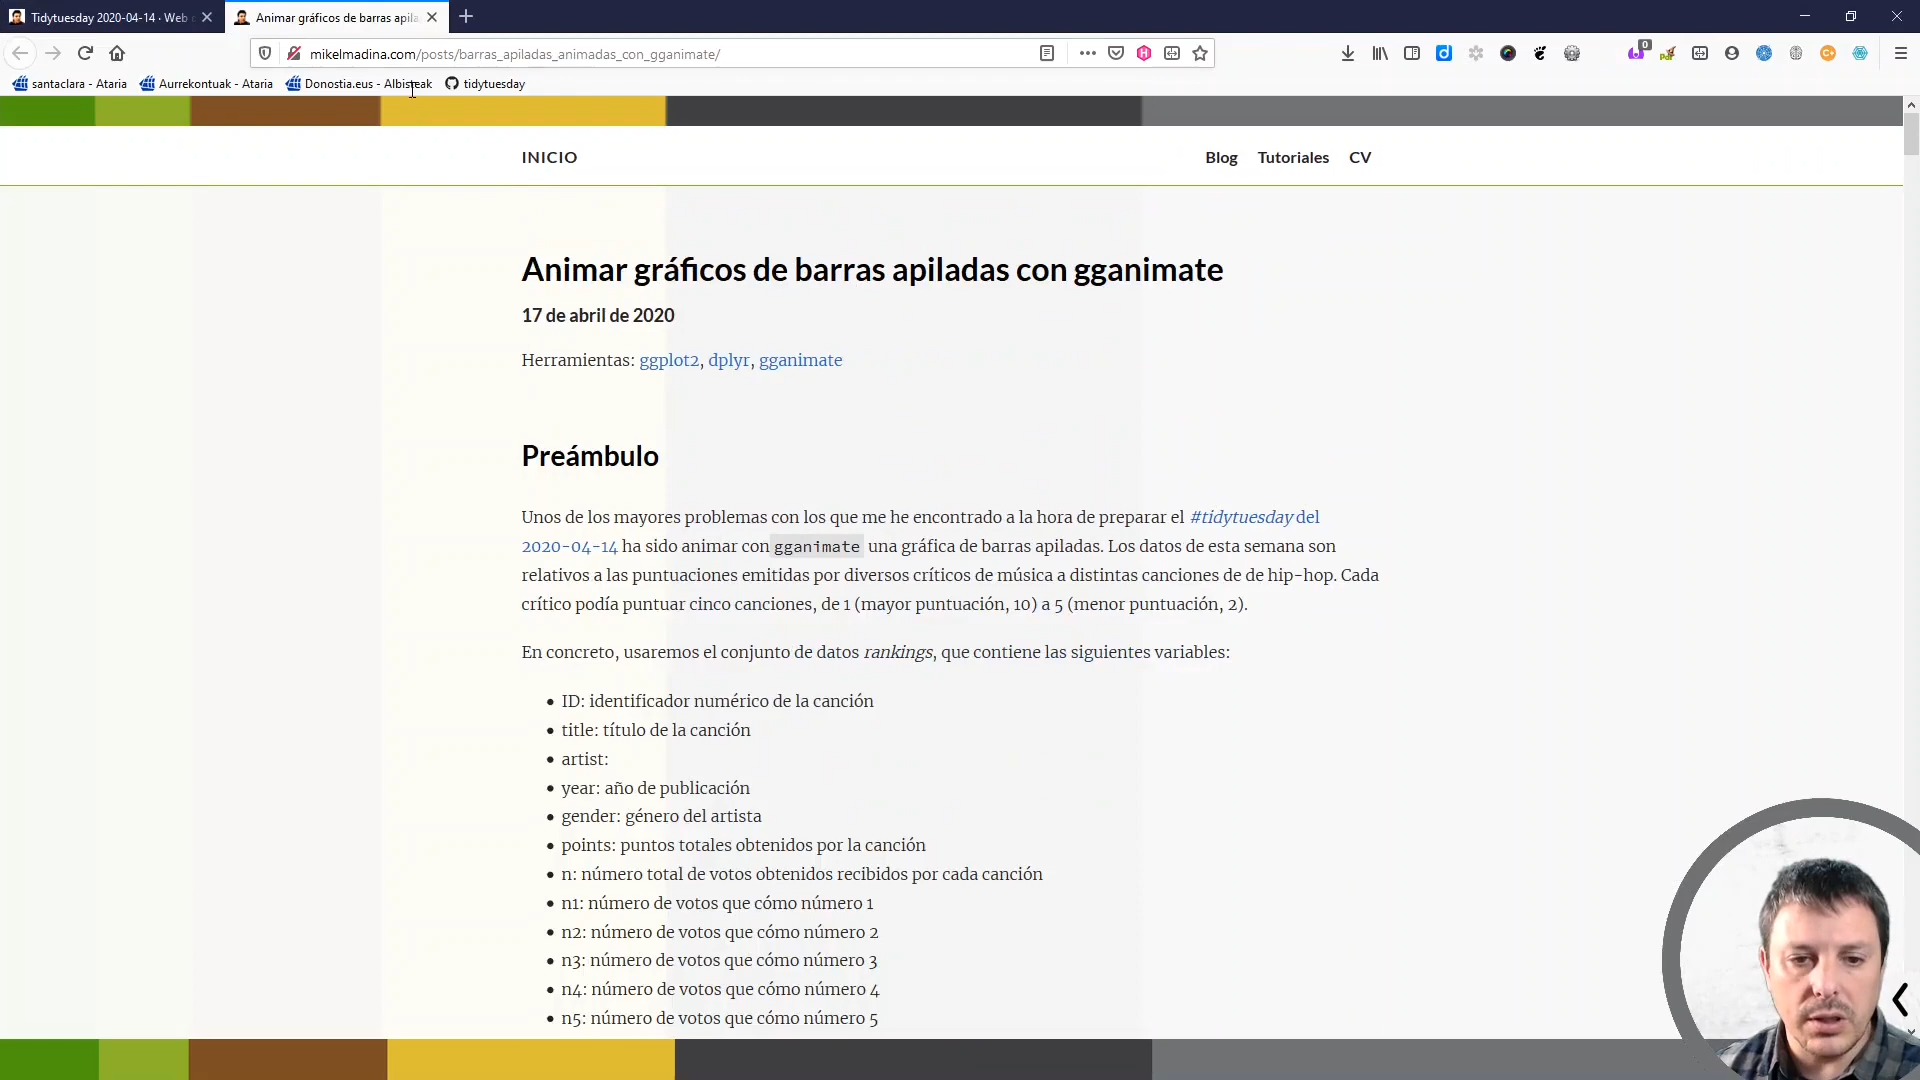 Tidytuesday 2020-04-14 · Web
Animar gráficos de barras apila
mikelmadina.com/posts/barras_apiladas_animadas_con_gganimate/
0
santaclara - Ataria
Aurrekontuak - Ataria
Donostia.eus - Albisteak
tidytuesday
INICIO
Blog
Tutoriales
CV
Animar gráficos de barras apiladas con gganimate
17 de abril de 2020
Herramientas: ggplot2, dplyr, gganimate
Preámbulo
Unos de los mayores problemas con los que me he encontrado a la hora de preparar el #tidytuesday del
2020-04-14 ha sido animar con gganimate una gráfica de barras apiladas. Los datos de esta semana son
relativos a las puntuaciones emitidas por diversos críticos de música a distintas canciones de de hip-hop. Cada
crítico podía puntuar cinco canciones, de 1 (mayor puntuación, 10) a 5 (menor puntuación, 2).
En concreto, usaremos el conjunto de datos rankings, que contiene las siguientes variables:
• ID: identificador numérico de la canción
• title: título de la canción
• artist:
• year: año de publicación
• gender: género del artista
• points: puntos totales obtenidos por la canción
• n: número total de votos obtenidos recibidos por cada canción
• n1: número de votos que cómo número 1
• n2: número de votos que cómo número 2
• n3: número de votos que cómo número 3
• n4: número de votos que cómo número 4
• n5: número de votos que cómo número 5